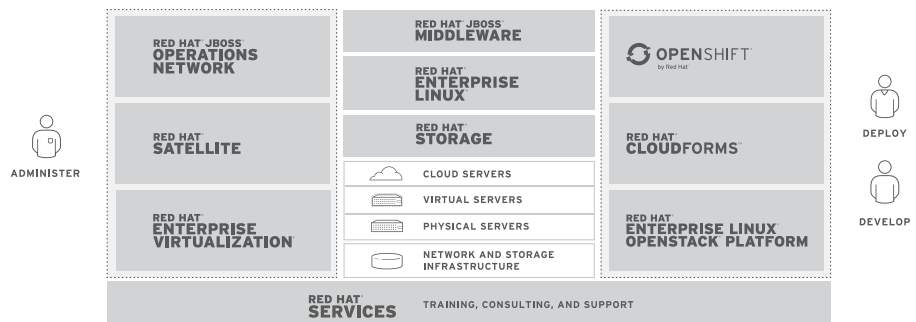 ADMINISTER
RED HAT® JBOSS®
OPERATIONS
NETWORK
RED HAT®
SATELLITE
RED HAT®
ENTERPRISE
VIRTUALIZATION®
RED HAT® JBOSS®
MIDDLEWARE
RED HAT®
ENTERPRISE
LINUX®
RED HAT®
STORAGE
CLOUD SERVERS
VIRTUAL SERVERS
PHYSICAL SERVERS
NETWORK AND STORAGE
INFRASTRUCTURE
OPENSHIFT™
by Red Hat®
RED HAT®
CLOUDFORMS™
RED HAT®
ENTERPRISE LINUX®
OPENSTACK® PLATFORM
DEPLOY
DEVELOP
RED HAT®
SERVICES
TRAINING, CONSULTING, AND SUPPORT